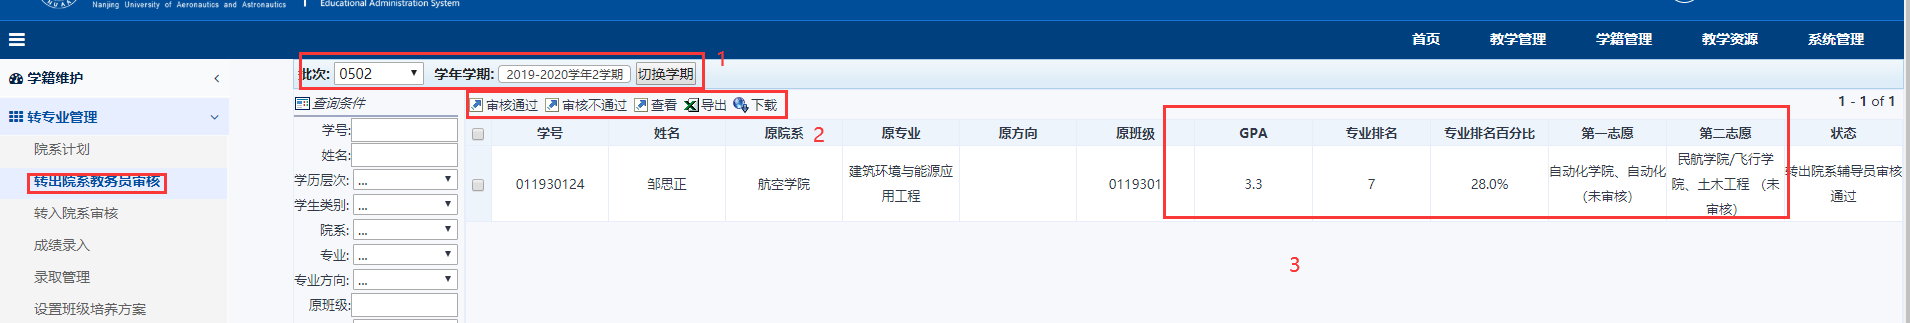 Nanjing University of Aeronautics and Astronautics
Educational Administration System
首页 教学管理 学籍管理 教学资源 系统管理
学籍维护
转专业管理
院系计划
转出院系教务员审核
转入院系审核
成绩录入
录取管理
设置班级培养方案
批次: 0502 学年学期: 2019-2020学年2学期 切换学期
1
查询条件
学号:
姓名:
学历层次: ...
学生类别: ...
院系: ...
专业: ...
专业方向: ...
原班级:
审核通过 审核不通过 查看 导出 下载
1 - 1 of 1
2
学号 姓名 原院系 原专业 原方向 原班级 GPA 专业排名 专业排名百分比 第一志愿 第二志愿 状态
011930124 邹思正 航空学院 建筑环境与能源应用工程 0119301 3.3 7 28.0% 自动化学院、自动化（未审核） 民航学院/飞行学院、土木工程 （未审核） 转出院系辅导员审核通过
3